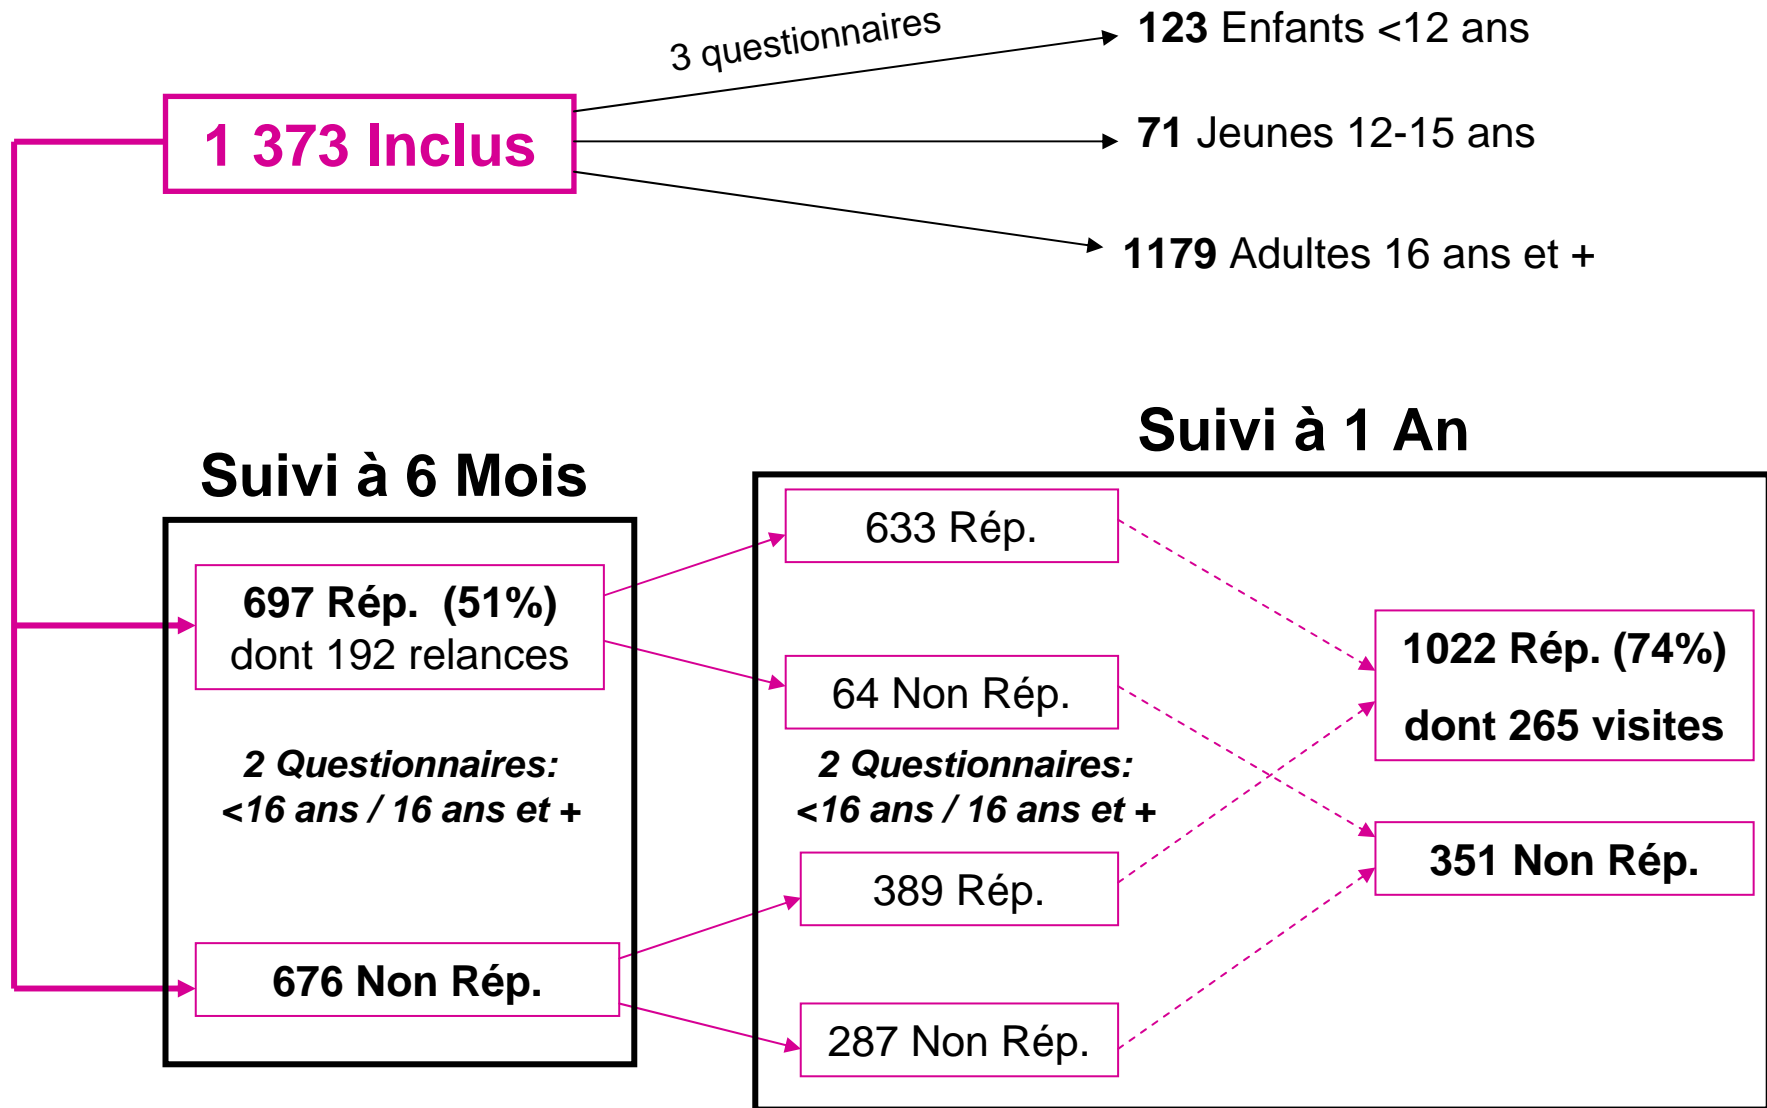 3 questionnaires
123 Enfants <12 ans
1 373 Inclus
71 Jeunes 12-15 ans
1179 Adultes 16 ans et +
Suivi à 6 Mois
Suivi à 1 An
697 Rép. (51%)
dont 192 relances
2 Questionnaires:
<16 ans / 16 ans et +
676 Non Rép.
633 Rép.
64 Non Rép.
2 Questionnaires:
<16 ans / 16 ans et +
389 Rép.
287 Non Rép.
1022 Rép. (74%)
dont 265 visites
351 Non Rép.